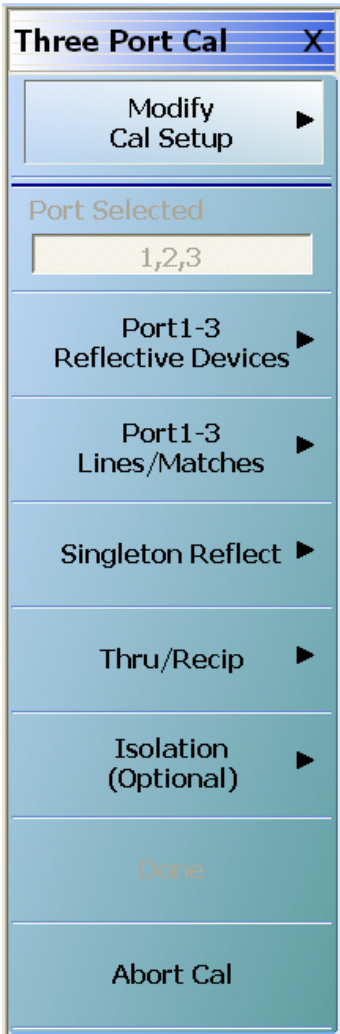 Three Port Cal X
Modify
Cal Setup
Port Selected
1,2,3
Port1-3
Reflective Devices
Port1-3
Lines/Matches
Singleton Reflect
Thru/Recip
Isolation
(Optional)
Done
Abort Cal